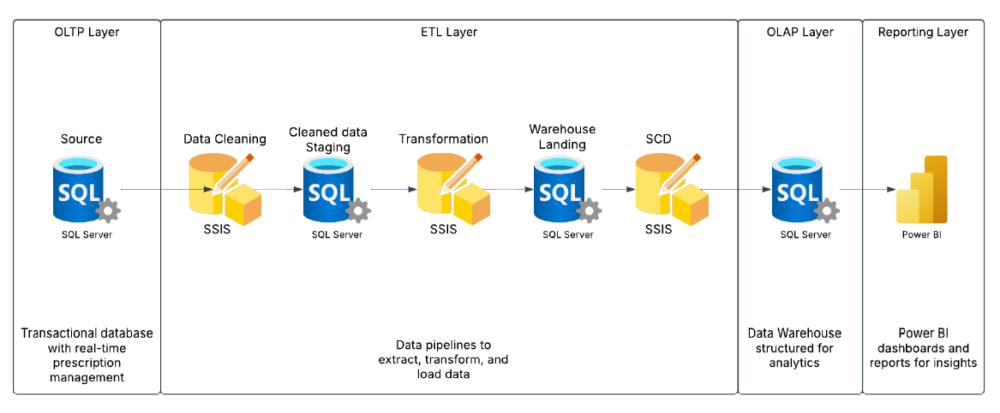 OLTP Layer
ETL Layer
OLAP Layer
Reporting Layer
Source
SQL
SQL Server
Data Cleaning
SSIS
Cleaned data
Staging
SQL
SQL Server
Transformation
SSIS
Warehouse
Landing
SQL
SQL Server
SCD
SSIS
SQL
SQL Server
Power BI
Transactional database
with real-time
prescription
management
Data pipelines to
extract, transform, and
load data
Data Warehouse
structured for
analytics
Power BI
dashboards and
reports for insights